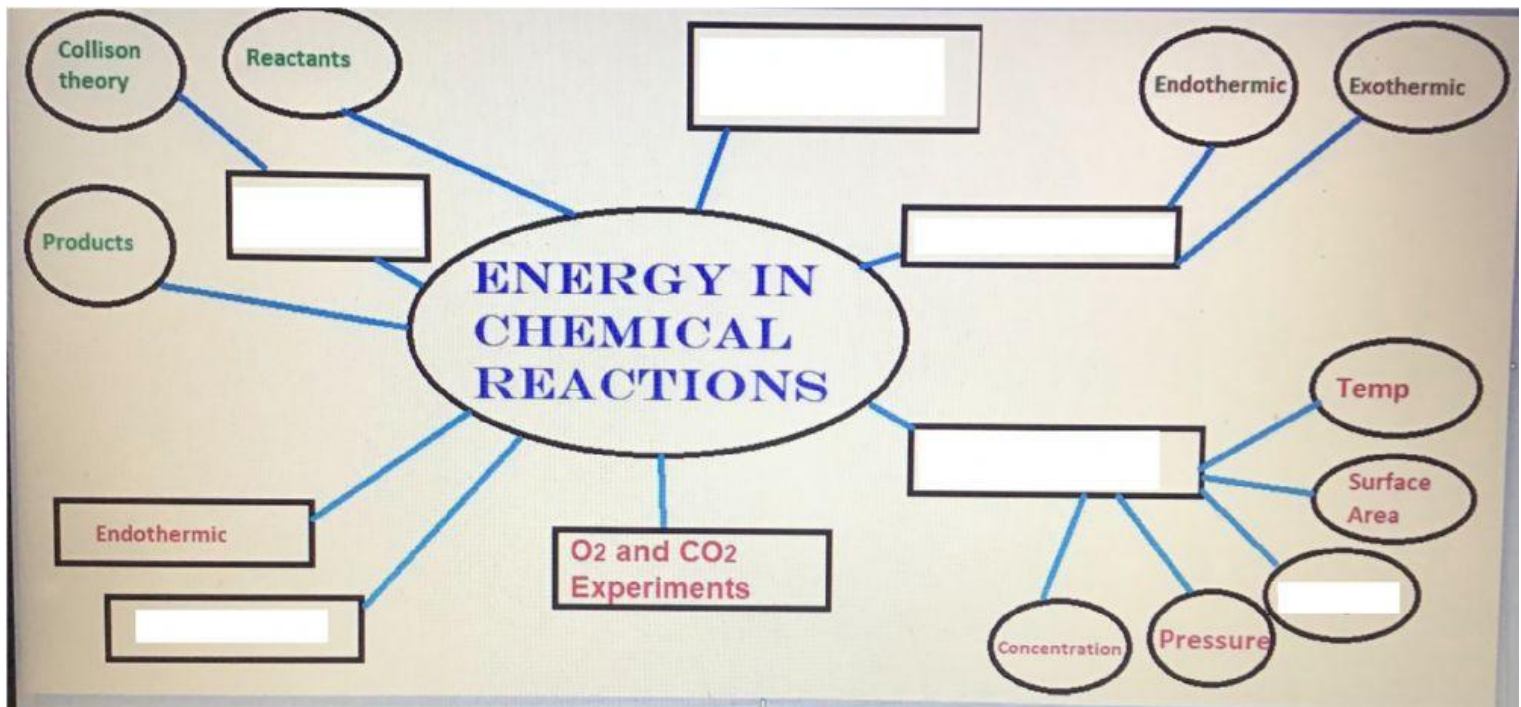 Collison
theory
Reactants
Endothermic
Exothermic
Products
ENERGY IN
CHEMICAL
REACTIONS
Temp
Surface
Area
Endothermic
O2 and CO2
Experiments
Concentration
Pressure